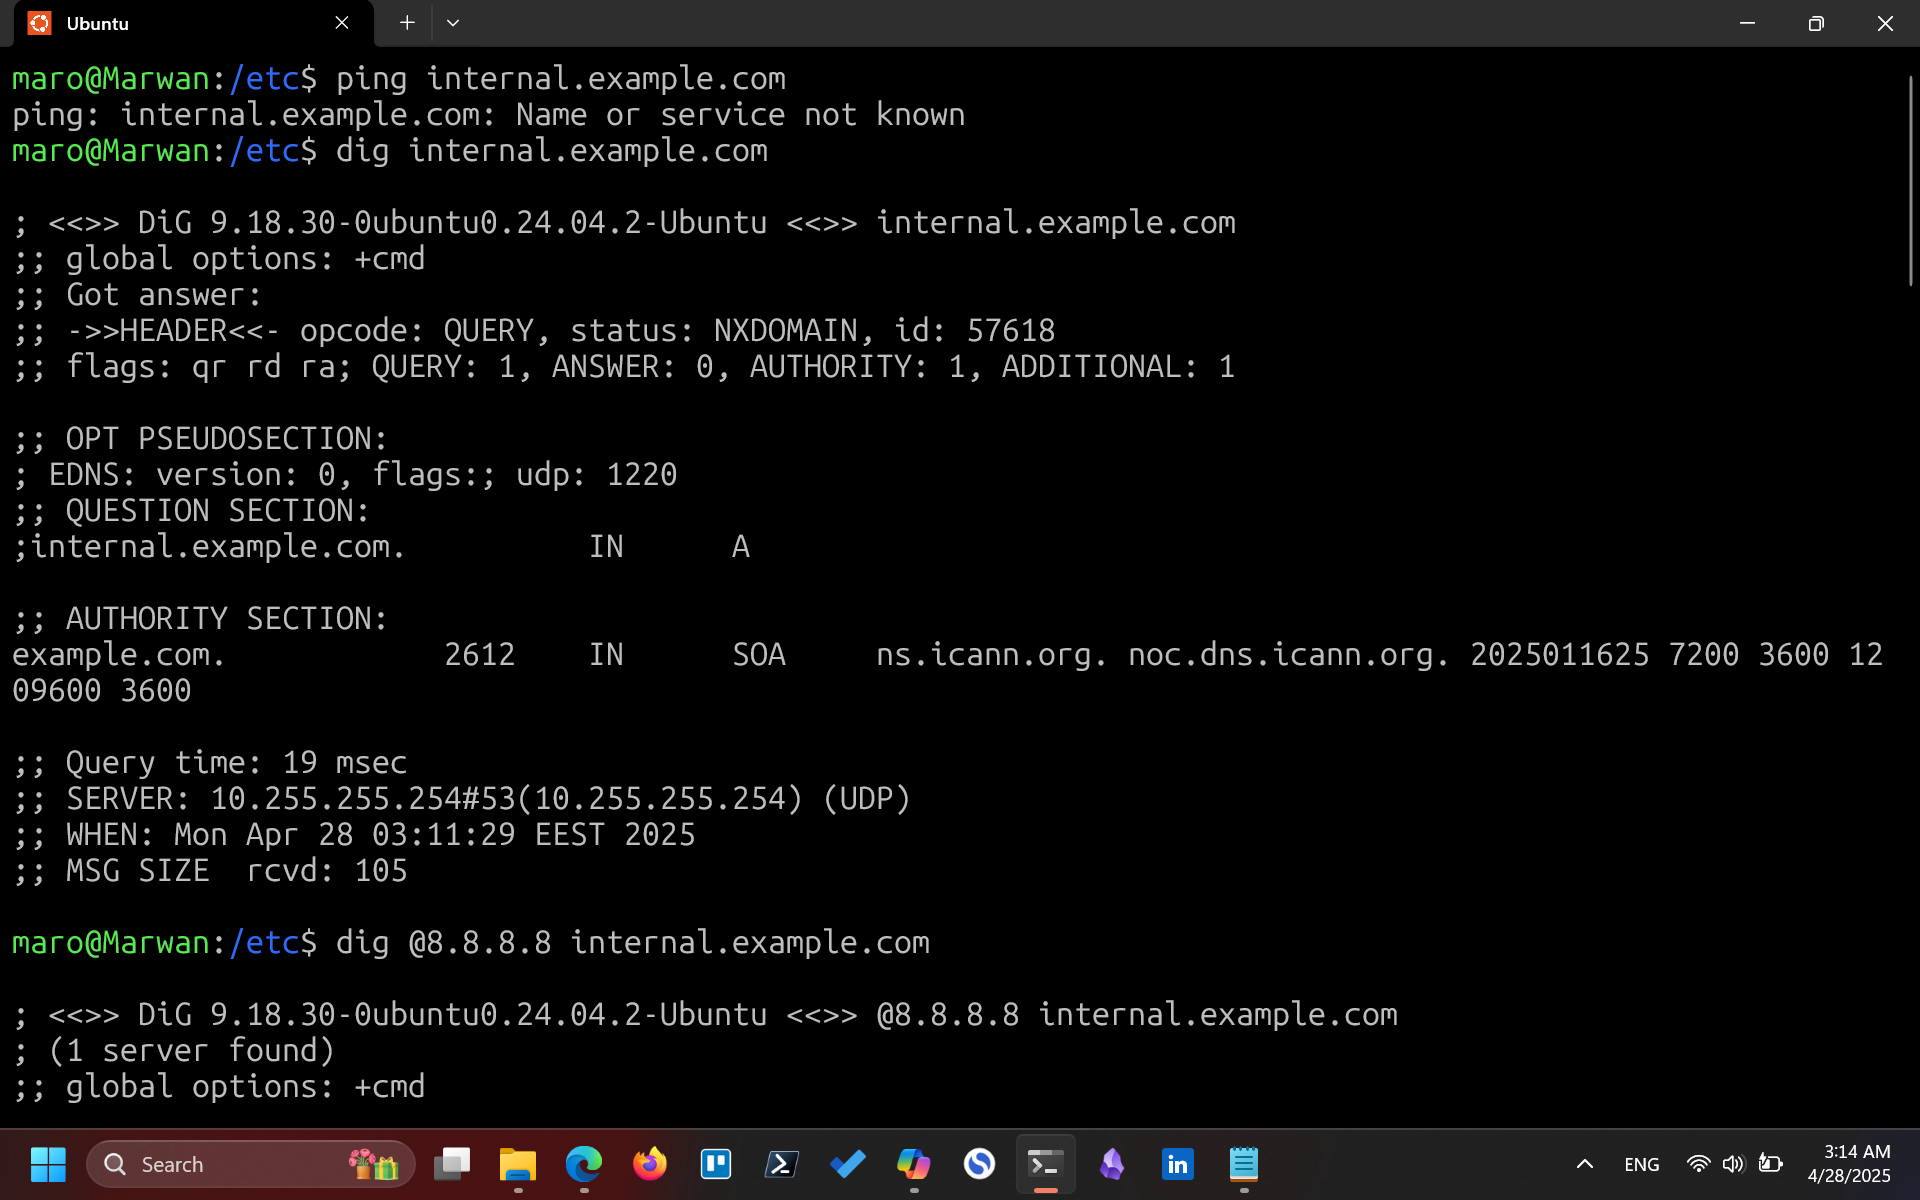 Ubuntu
maro@Marwan:/etc$ ping internal.example.com
ping: internal.example.com: Name or service not known
maro@Marwan:/etc$ dig internal.example.com
; <<>> DiG 9.18.30-0ubuntu0.24.04.2-Ubuntu <<>> internal.example.com
;; global options: +cmd
;; Got answer:
;; ->>HEADER<<- opcode: QUERY, status: NXDOMAIN, id: 57618
;; flags: qr rd ra; QUERY: 1, ANSWER: 0, AUTHORITY: 1, ADDITIONAL: 1
;; OPT PSEUDOSECTION:
; EDNS: version: 0, flags:; udp: 1220
;; QUESTION SECTION:
;internal.example.com. IN A
;; AUTHORITY SECTION:
example.com. 2612 IN SOA ns.icann.org. noc.dns.icann.org. 2025011625 7200 3600 12
09600 3600
;; Query time: 19 msec
;; SERVER: 10.255.255.254#53(10.255.255.254) (UDP)
;; WHEN: Mon Apr 28 03:11:29 EEST 2025
;; MSG SIZE  rcvd: 105
maro@Marwan:/etc$ dig @8.8.8.8 internal.example.com
; <<>> DiG 9.18.30-0ubuntu0.24.04.2-Ubuntu <<>> @8.8.8.8 internal.example.com
; (1 server found)
;; global options: +cmd
Search
in
ENG
3:14 AM
4/28/2025